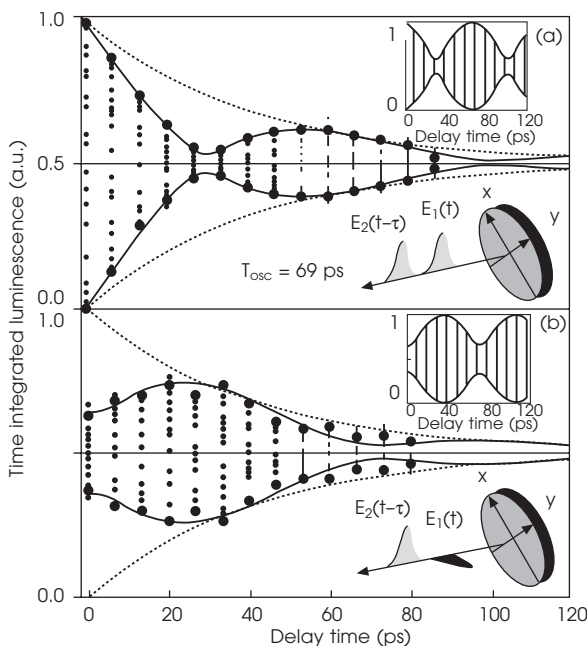 1.0
0.5
0.0
1.0
0.0
Time integrated luminescence (a.u.)
(a)
1
0
0 40 80 120
Delay time (ps)
x
y
E2(t−τ)
E1(t)
Tosc = 69 ps
(b)
1
0
0 40 80 120
Delay time (ps)
x
y
E2(t−τ)
E1(t)
0 20 40 60 80 100 120
Delay time (ps)